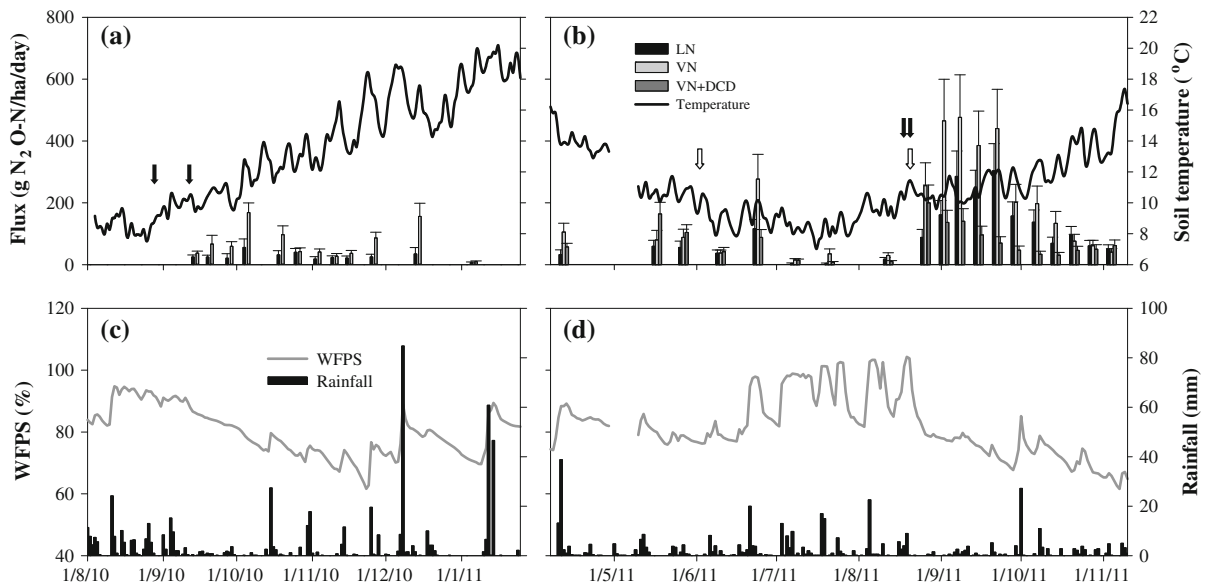 800
600
400
200
0
Flux (g N2 O-N/ha/day)
(a)
(b)
LN
VN
VN+DCD
Temperature
22
20
18
16
14
12
10
8
6
Soil temperature (°C)
120
100
80
60
40
WFPS (%)
(c)
WFPS
Rainfall
(d)
100
80
60
40
20
0
Rainfall (mm)
1/8/10 1/9/10 1/10/10 1/11/10 1/12/10 1/1/11
1/5/11 1/6/11 1/7/11 1/8/11 1/9/11 1/10/11 1/11/11